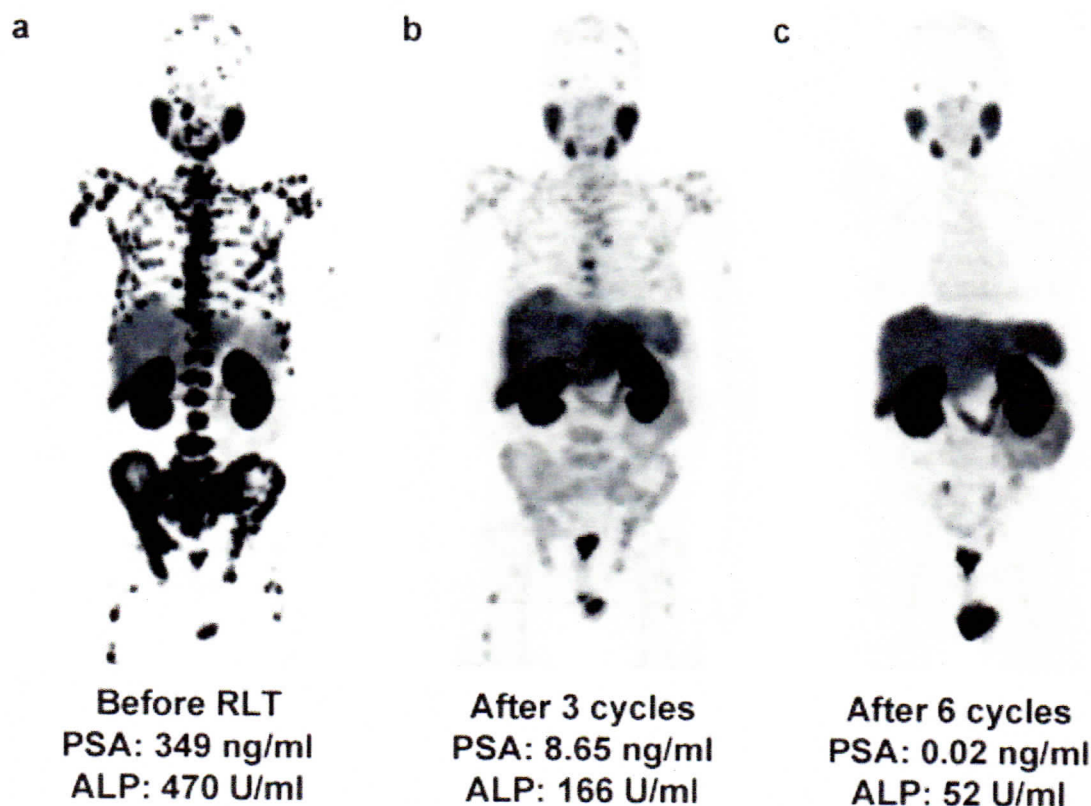 a
b
c
Before RLT
PSA: 349 ng/ml
ALP: 470 U/ml
After 3 cycles
PSA: 8.65 ng/ml
ALP: 166 U/ml
After 6 cycles
PSA: 0.02 ng/ml
ALP: 52 U/ml